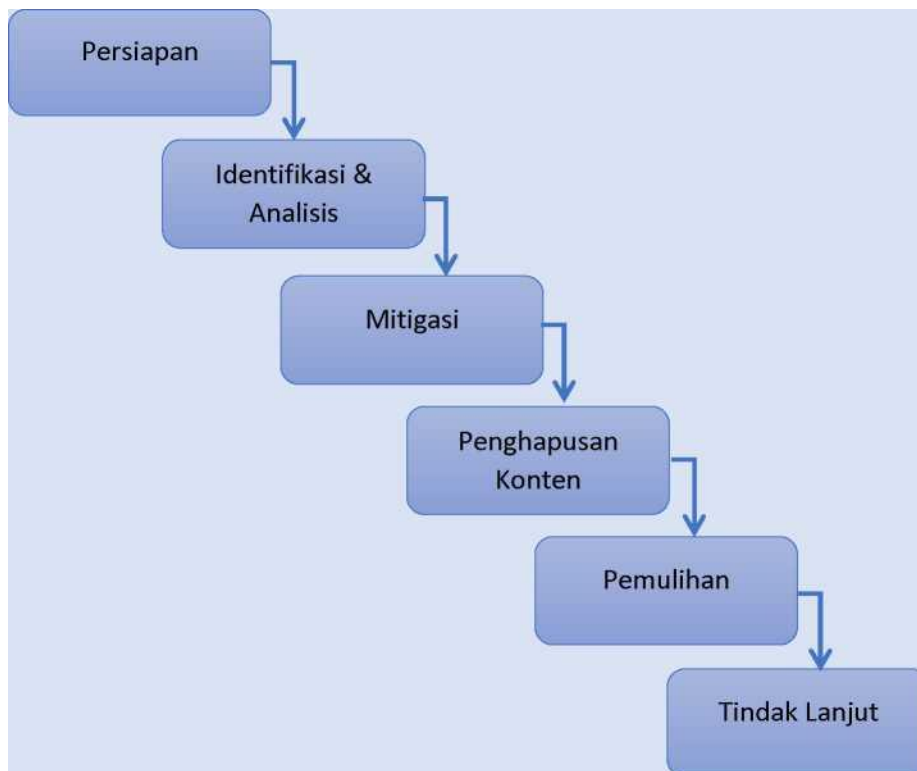 Persiapan
Identifikasi &
Analisis
Mitigasi
Penghapusan
Konten
Pemulihan
Tindak Lanjut